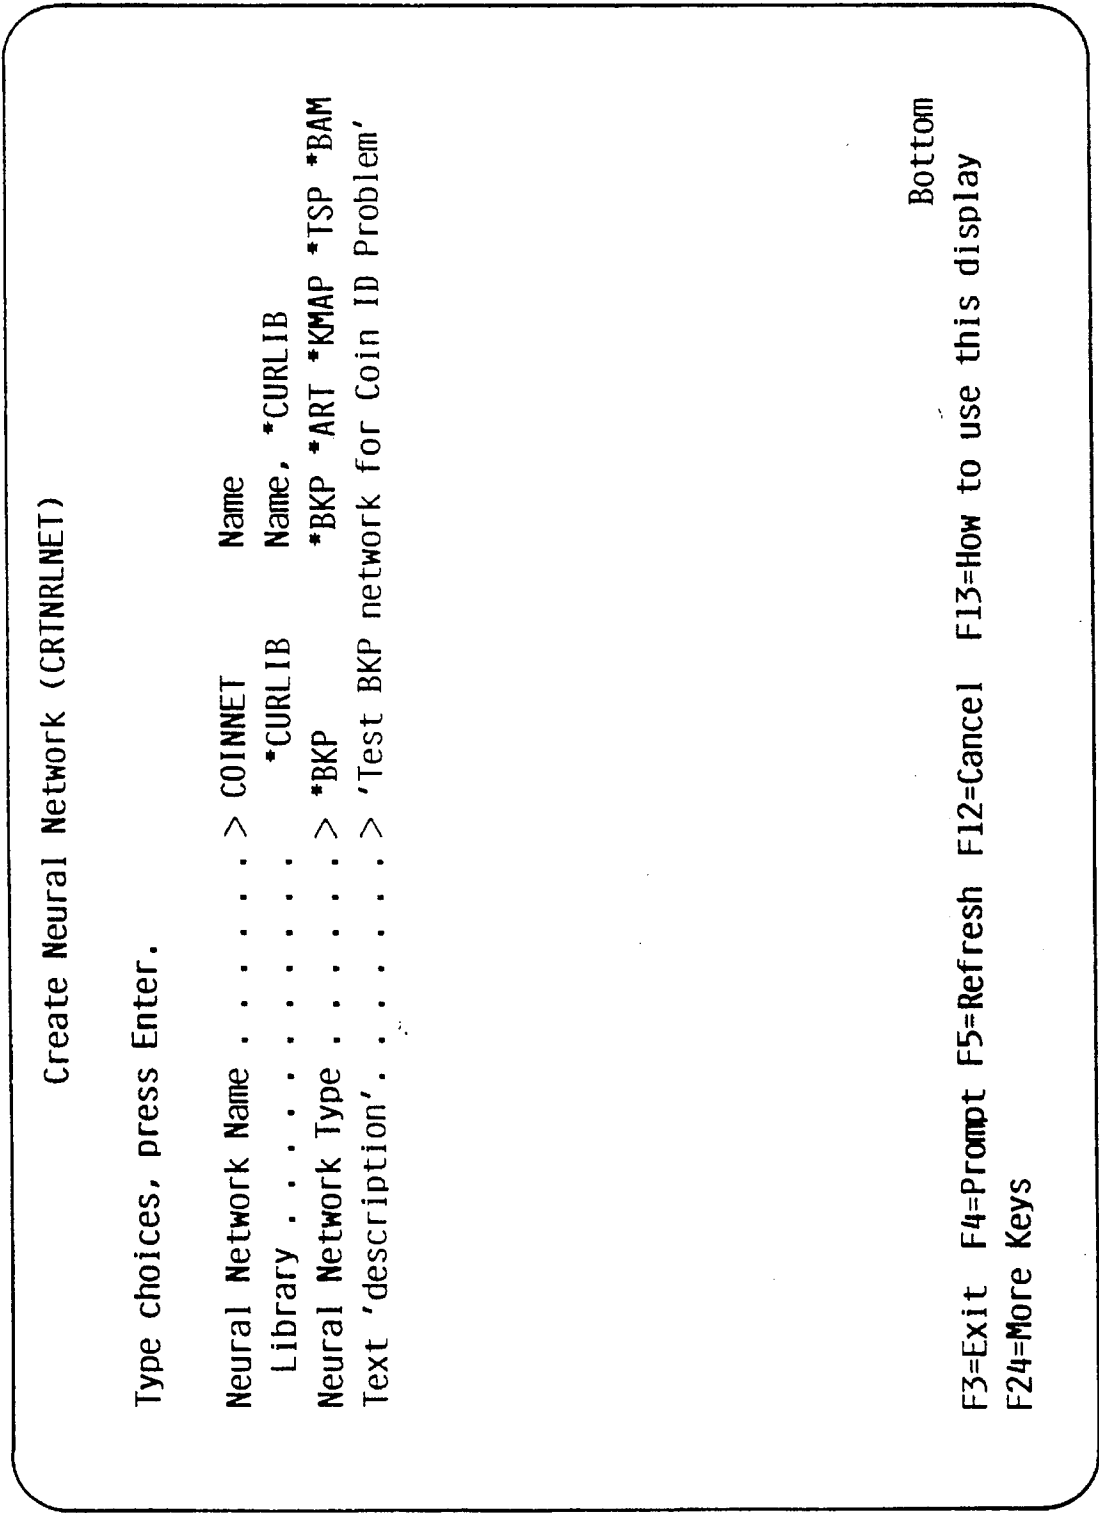 Create Neural Network (CRTNRLNET)
Type choices, press Enter.
Neural Network Name . . . . . . . > COINNET Name
Library . . . . . . . . . . . *CURLIB Name, *CURLIB
Neural Network Type . . . . . . . > *BKP *BKP *ART *KMAP *TSP *BAM
Text 'description'. . . . . . . . > 'Test BKP network for Coin ID Problem'
Bottom
F3=Exit F4=Prompt F5=Refresh F12=Cancel F13=How to use this display
F24=More Keys